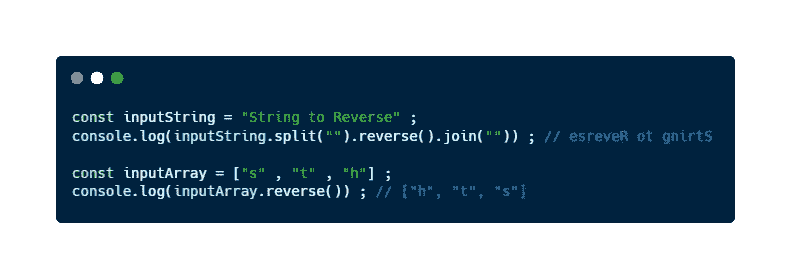 const inputString = "String to Reverse" ;
console.log(inputString.split("").reverse().join("")) ; // esreveR ot gnirtS
const inputArray = ["s" , "t" , "h"] ;
console.log(inputArray.reverse()) ; // ["h", "t", "s"]